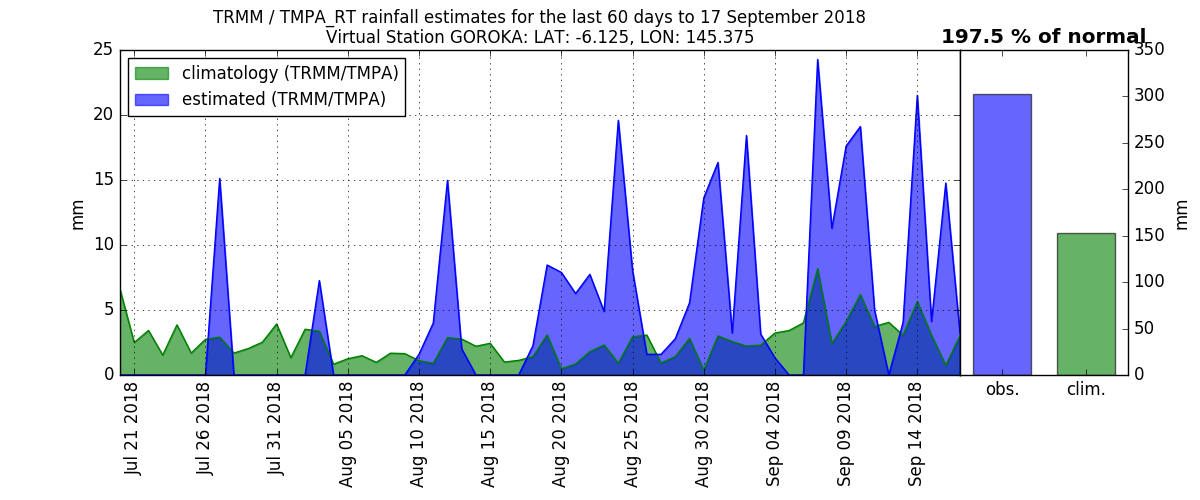 TRMM / TMPA_RT rainfall estimates for the last 60 days to 17 September 2018
Virtual Station GOROKA: LAT: -6.125, LON: 145.375
197.5 % of normal
climatology (TRMM/TMPA)
estimated (TRMM/TMPA)
25
20
15
10
5
0
mm
Jul 21 2018
Jul 26 2018
Jul 31 2018
Aug 05 2018
Aug 10 2018
Aug 15 2018
Aug 20 2018
Aug 25 2018
Aug 30 2018
Sep 04 2018
Sep 09 2018
Sep 14 2018
obs.
clim.
350
300
250
200
150
100
50
0
mm